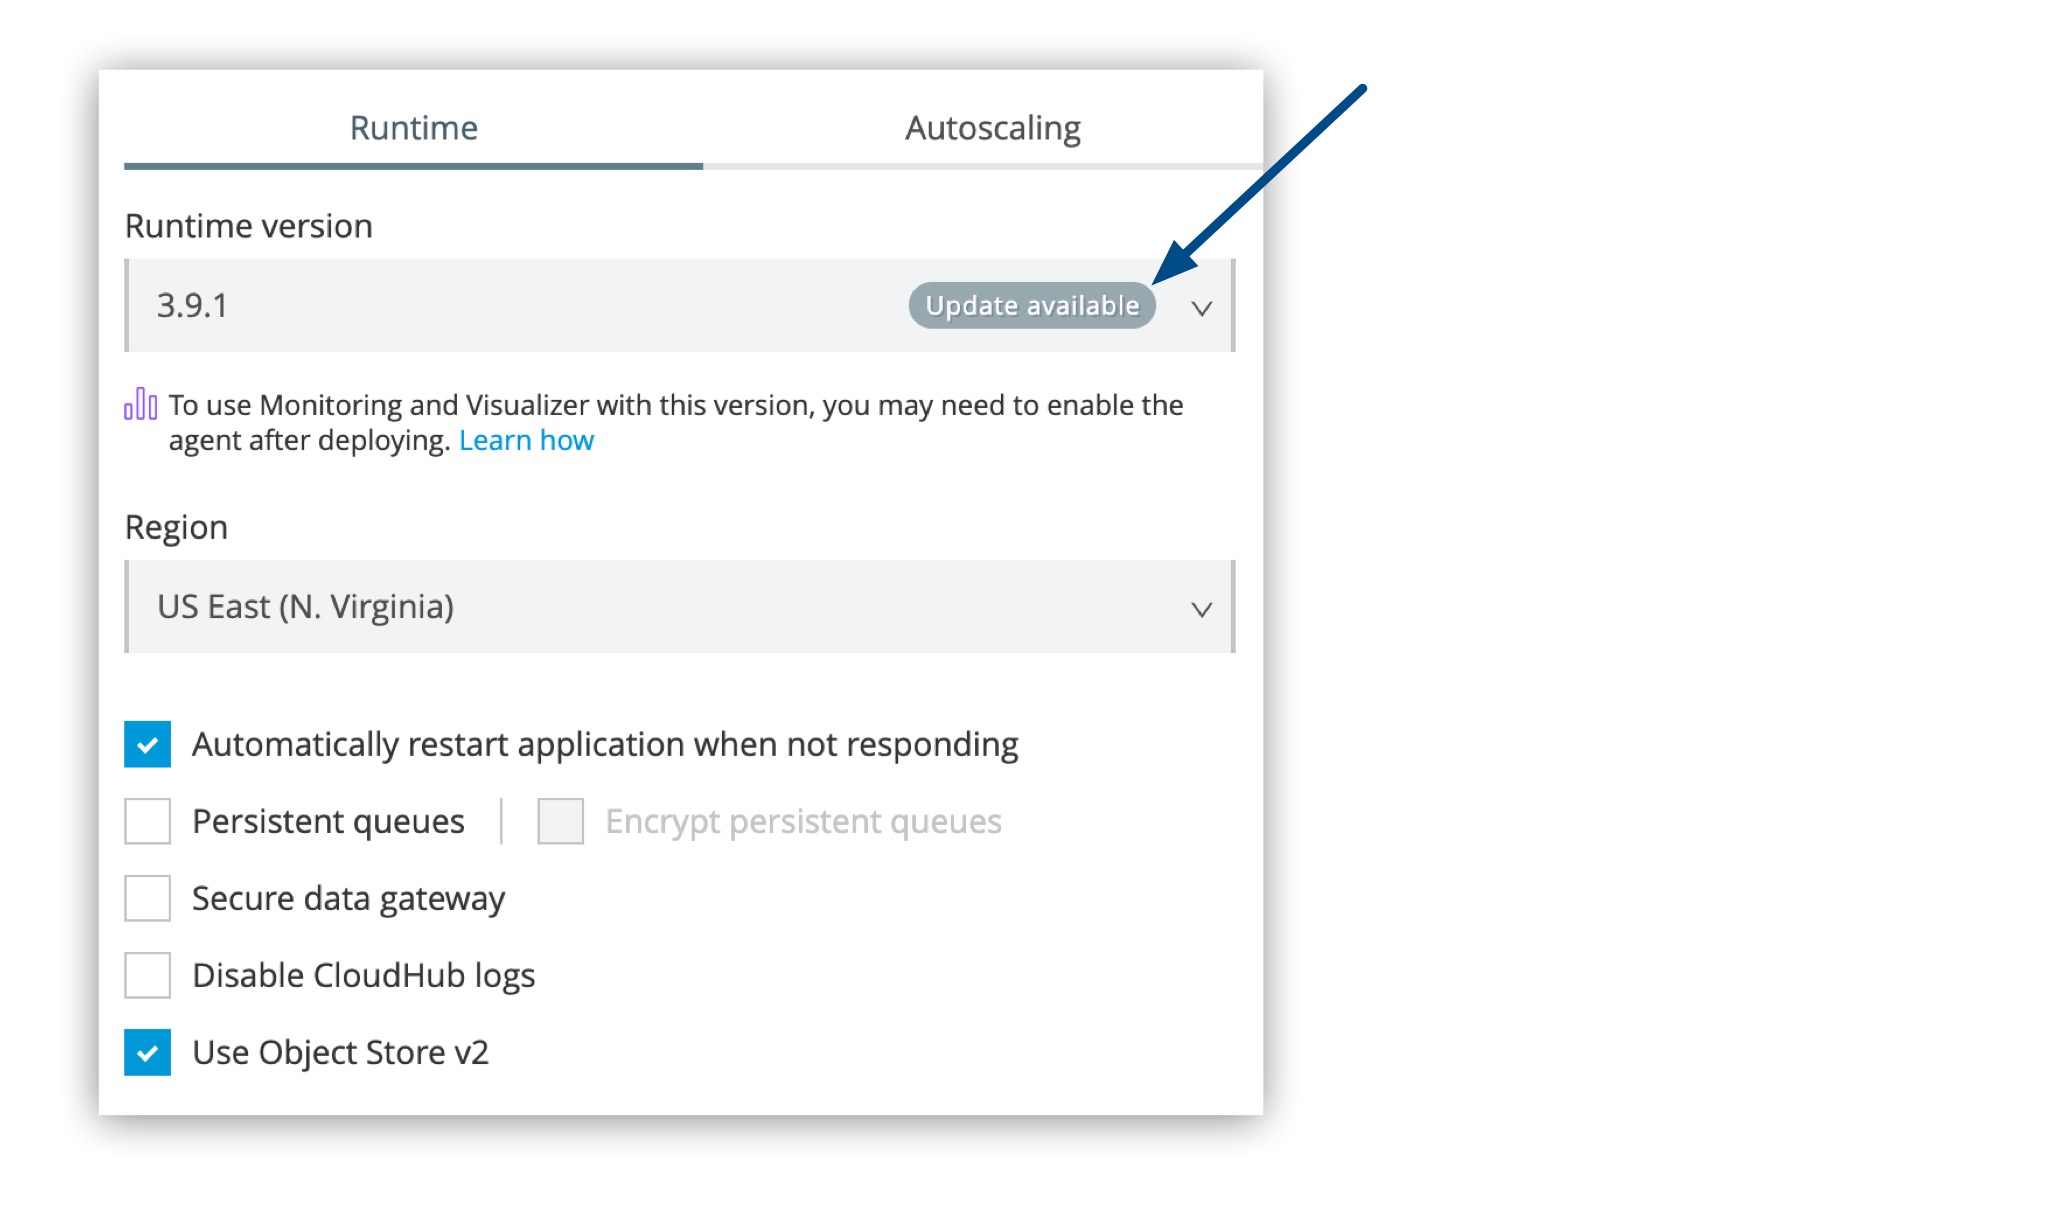 Runtime
Autoscaling
Runtime version
3.9.1
Update available
To use Monitoring and Visualizer with this version, you may need to enable the
agent after deploying. Learn how
Region
US East (N. Virginia)
Automatically restart application when not responding
Persistent queues
Encrypt persistent queues
Secure data gateway
Disable CloudHub logs
Use Object Store v2